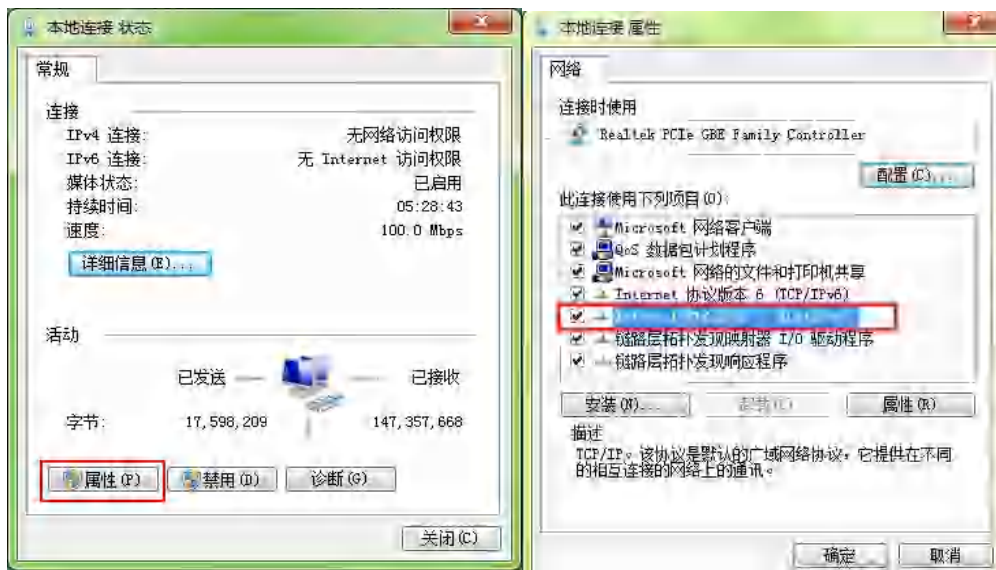 本地连接 状态
常规
连接
IPv4 连接: 无网络访问权限
IPv6 连接: 无 Internet 访问权限
媒体状态: 已启用
持续时间: 05:28:43
速度: 100.0 Mbps
详细信息(E)...
活动
已发送 — — 已接收
字节: 17,598,209 147,357,668
属性(P) 禁用(D) 诊断(G)
关闭(C)
本地连接 属性
网络
连接时使用
Realtek PCIe GBE Family Controller
配置(C)...
此连接使用下列项目(O):
Microsoft 网络客户端
QoS 数据包计划程序
Microsoft 网络的文件和打印机共享
Internet 协议版本 6 (TCP/IPv6)
链路层拓扑发现映射器 I/O 驱动程序
链路层拓扑发现响应程序
安装(N)... 属性(R)
描述
TCP/IP。该协议是默认的广域网络协议，它提供在不同
的相互连接的网络上的通讯。
确定 取消